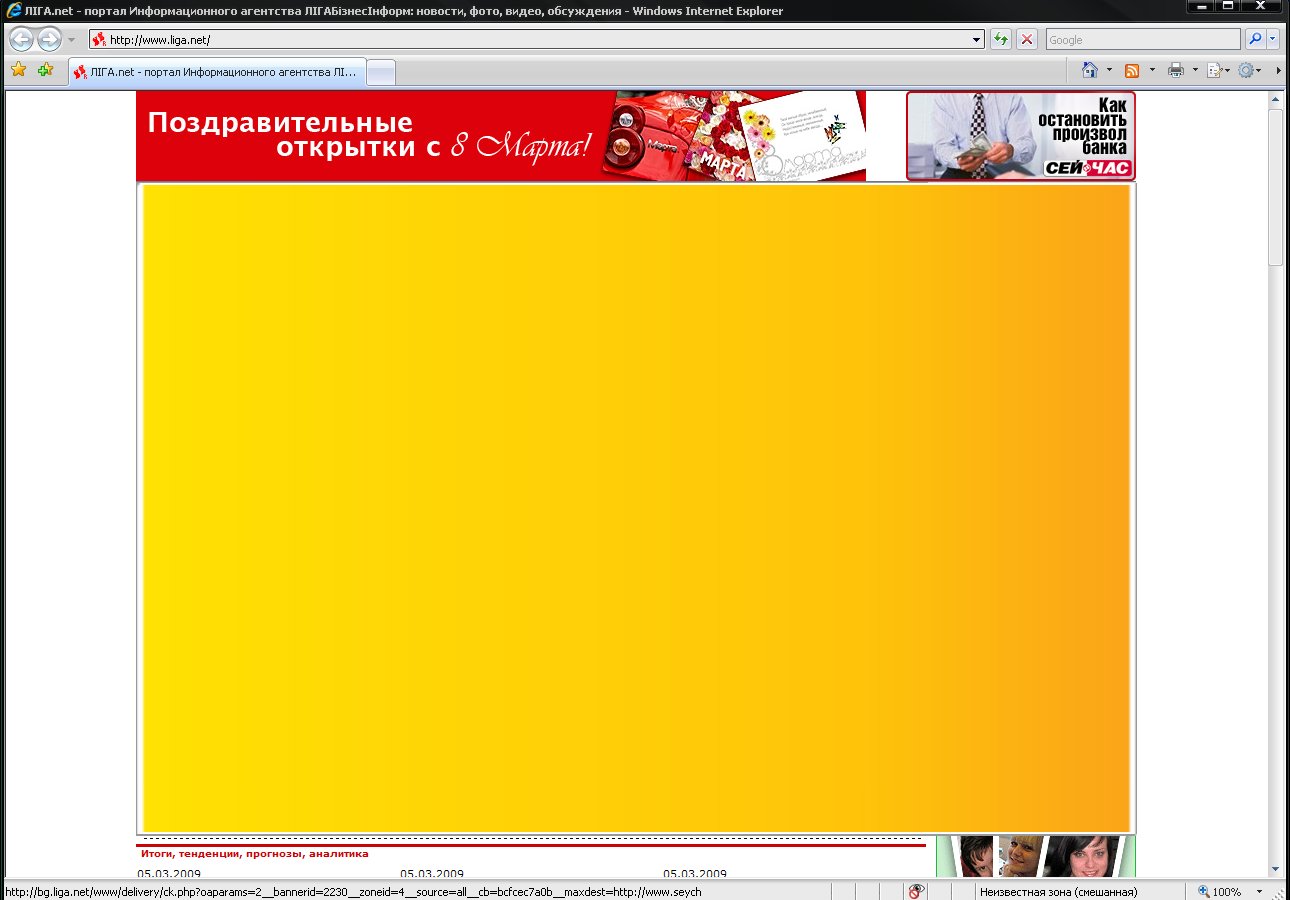 ЛІГА.net - портал Информационного агентства ЛІГАБізнесІнформ: новости, фото, видео, обсуждения - Windows Internet Explorer
http://www.liga.net/
Google
ЛІГА.net - портал Информационного агентства ЛІ...
Поздравительные
открытки с 8 Марта!
Марта
МАРТА
Как
остановить
произвол
банка
СЕЙ ЧАС
Итоги, тенденции, прогнозы, аналитика
05.03.2009
05.03.2009
05.03.2009
http://bg.liga.net/www/delivery/ck.php?oaparams=2__bannerid=2230__zoneid=4__source=all__cb=bcfcec7a0b__maxdest=http://www.seych
Неизвестная зона (смешанная)
100%